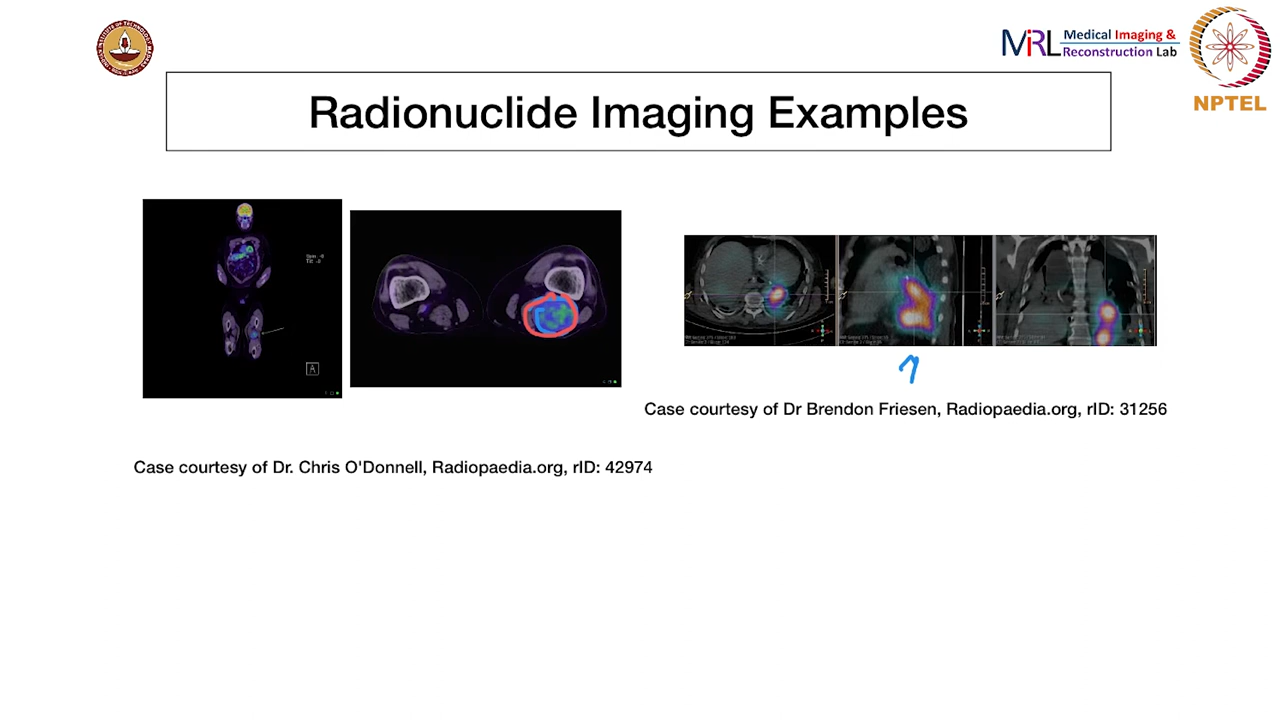 MIRL Medical Imaging &
Reconstruction Lab
NPTEL
Radionuclide Imaging Examples
A
Case courtesy of Dr Brendon Friesen, Radiopaedia.org, rID: 31256
Case courtesy of Dr. Chris O'Donnell, Radiopaedia.org, rID: 42974